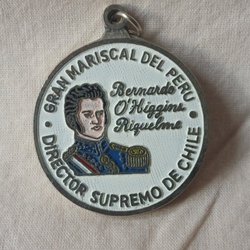 GRAN MARISCAL DEL PERU
Bernardo
O'Higgins
Riquelme
• DIRECTOR SUPREMO DE CHILE •